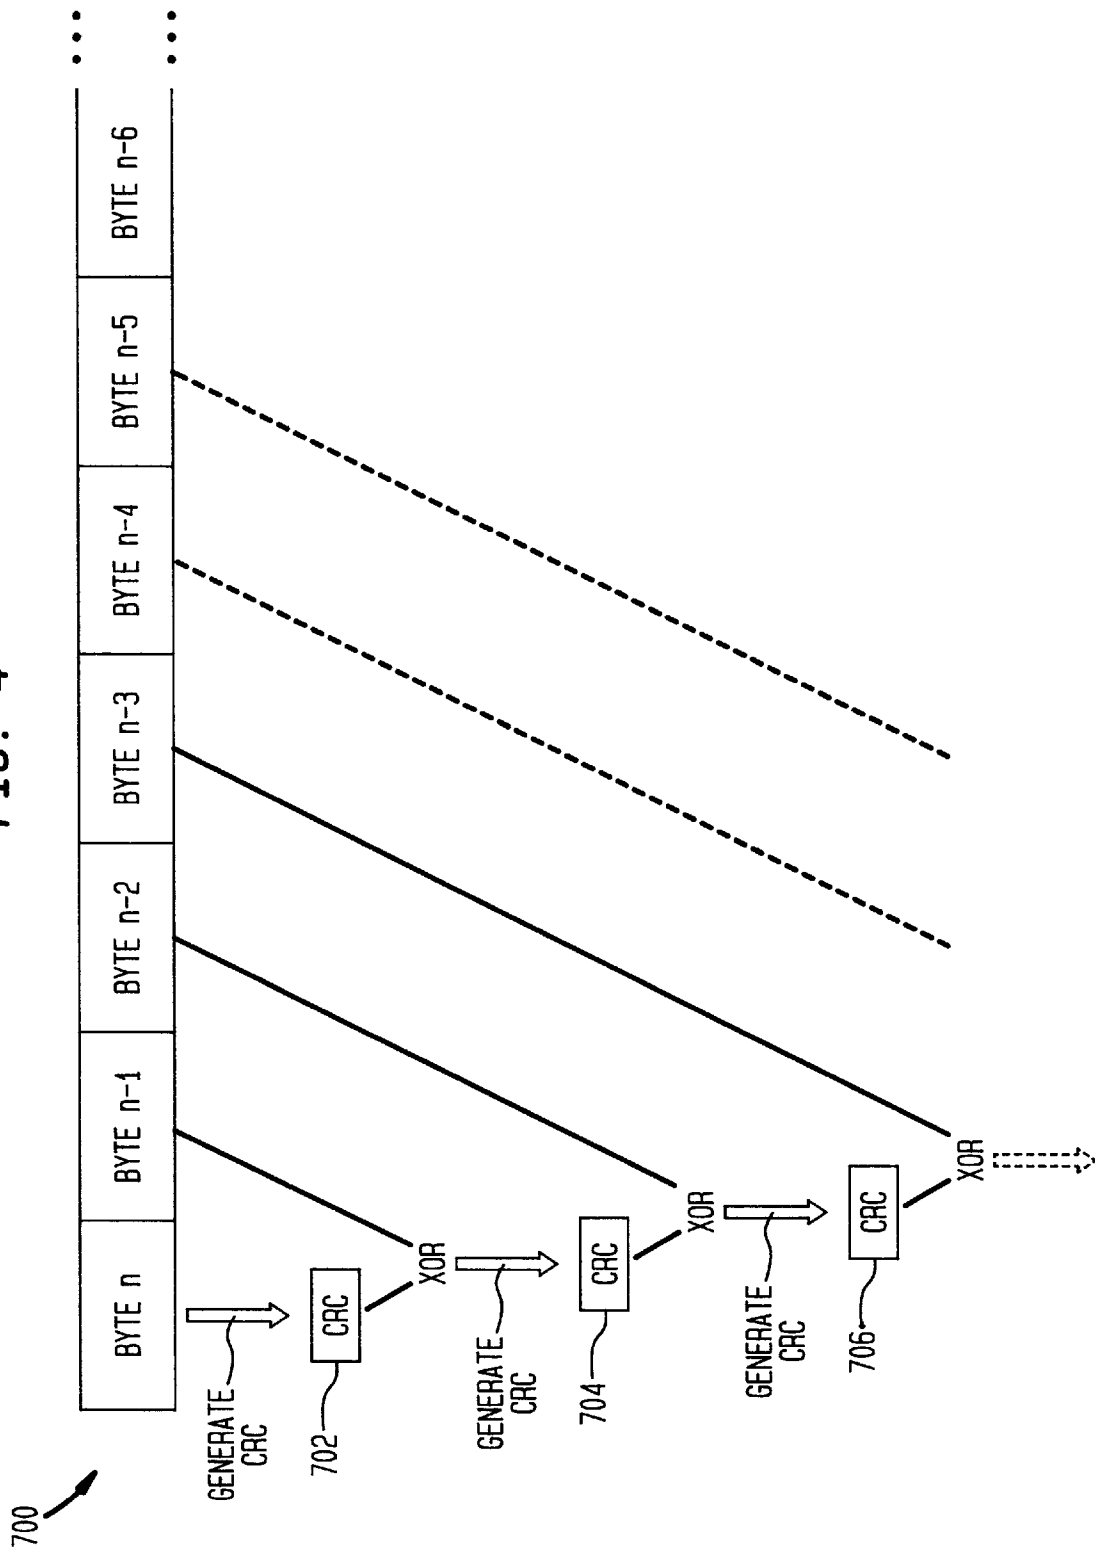 700
BYTE n
BYTE n-1
BYTE n-2
BYTE n-3
BYTE n-4
BYTE n-5
BYTE n-6
GENERATE
CRC
702
CRC
XOR
GENERATE
CRC
704
CRC
XOR
GENERATE
CRC
706
CRC
XOR